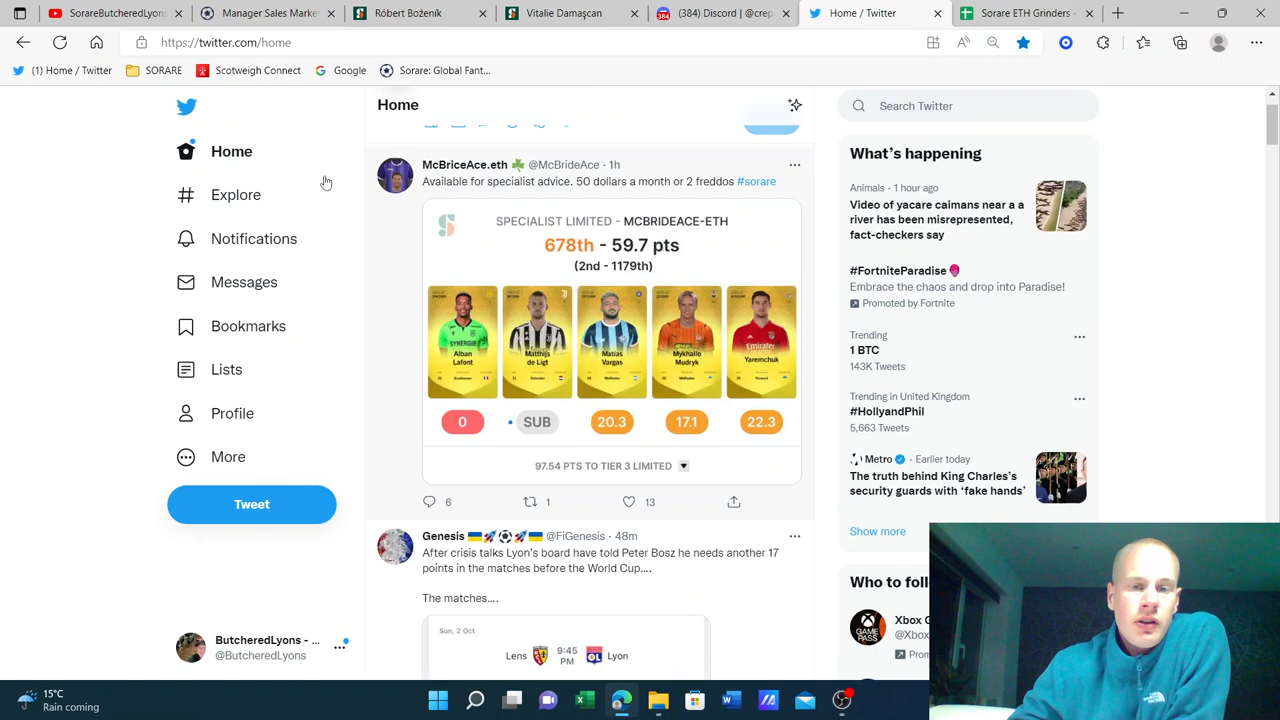 SorareButcheredLyons
Manager-Sales Market
Róbert Boženík
Vitalie Damaşcan
(384) Discord | @crep
Home / Twitter
Sorare ETH Grinders -
https://twitter.com/home
(1) Home / Twitter
SORARE
Scotweigh Connect
Google
Sorare: Global Fant...
Home
Explore
Notifications
Messages
Bookmarks
Lists
Profile
More
Tweet
ButcheredLyons - ...
@ButcheredLyons
Home
McBriceAce.eth ☘️ @McBrideAce · 1h
Available for specialist advice. 50 dollars a month or 2 freddos #sorare
SPECIALIST LIMITED - MCBRIDEACE-ETH
678th - 59.7 pts
(2nd - 1179th)
Alban Lafont
Matthijs de Ligt
Matías Vargas
Mykhailo Mudryk
Yaremchuk
0 SUB 20.3 17.1 22.3
97.54 PTS TO TIER 3 LIMITED
6 1 13
Genesis 🇺🇦🚀⚽🚀🇺🇦 @FiGenesis · 48m
After crisis talks Lyon's board have told Peter Bosz he needs another 17
points in the matches before the World Cup....
The matches....
Sun, 2 Oct
Lens 9:45 PM Lyon
Search Twitter
What's happening
Animals · 1 hour ago
Video of yacare caimans near a a
river has been misrepresented,
fact-checkers say
#FortniteParadise
Embrace the chaos and drop into Paradise!
Promoted by Fortnite
Trending
1 BTC
143K Tweets
Trending in United Kingdom
#HollyandPhil
5,663 Tweets
Metro · Earlier today
The truth behind King Charles's
security guards with 'fake hands'
Show more
Who to foll
Xbox G
@Xbo
Prom
15°C
Rain coming